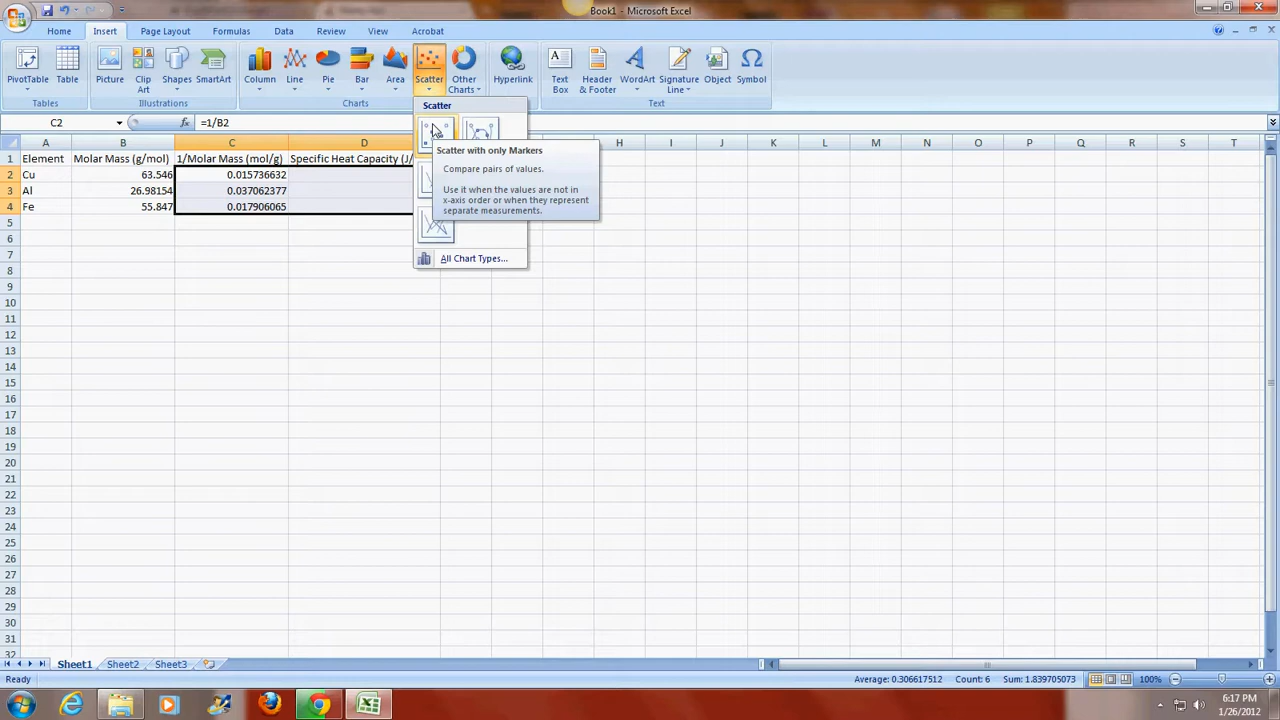 Book1 - Microsoft Excel
Home Insert Page Layout Formulas Data Review View Acrobat
PivotTable Table Picture Clip Art Shapes SmartArt Column Line Pie Bar Area Scatter Other Charts Hyperlink Text Box Header & Footer WordArt Signature Line Object Symbol
Tables Illustrations Charts Text
Scatter
C2 fx =1/B2
Scatter with only Markers
Compare pairs of values.
Use it when the values are not in
x-axis order or when they represent
separate measurements.
All Chart Types...
A B C D H I J K L M N O P Q R S T
1 Element Molar Mass (g/mol) 1/Molar Mass (mol/g) Specific Heat Capacity (J/
2 Cu 63.546 0.015736632
3 Al 26.98154 0.037062377
4 Fe 55.847 0.017906065
5
6
7
8
9
10
11
12
13
14
15
16
17
18
19
20
21
22
23
24
25
26
27
28
29
30
31
32
Sheet1 Sheet2 Sheet3
Ready Average: 0.306617512 Count: 6 Sum: 1.839705073 100%
6:17 PM
1/26/2012